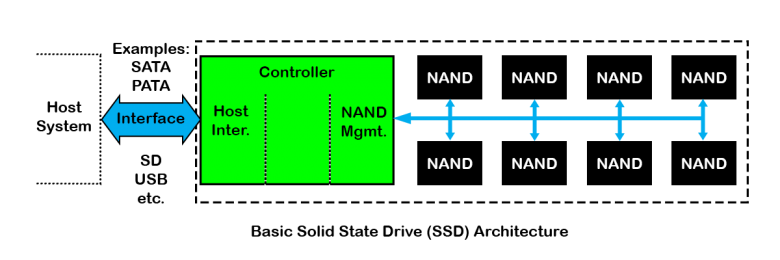 Examples:
SATA
PATA
Host
System
Interface
SD
USB
etc.
Controller
Host
Inter.
NAND
Mgmt.
NAND NAND NAND NAND
NAND NAND NAND NAND
Basic Solid State Drive (SSD) Architecture